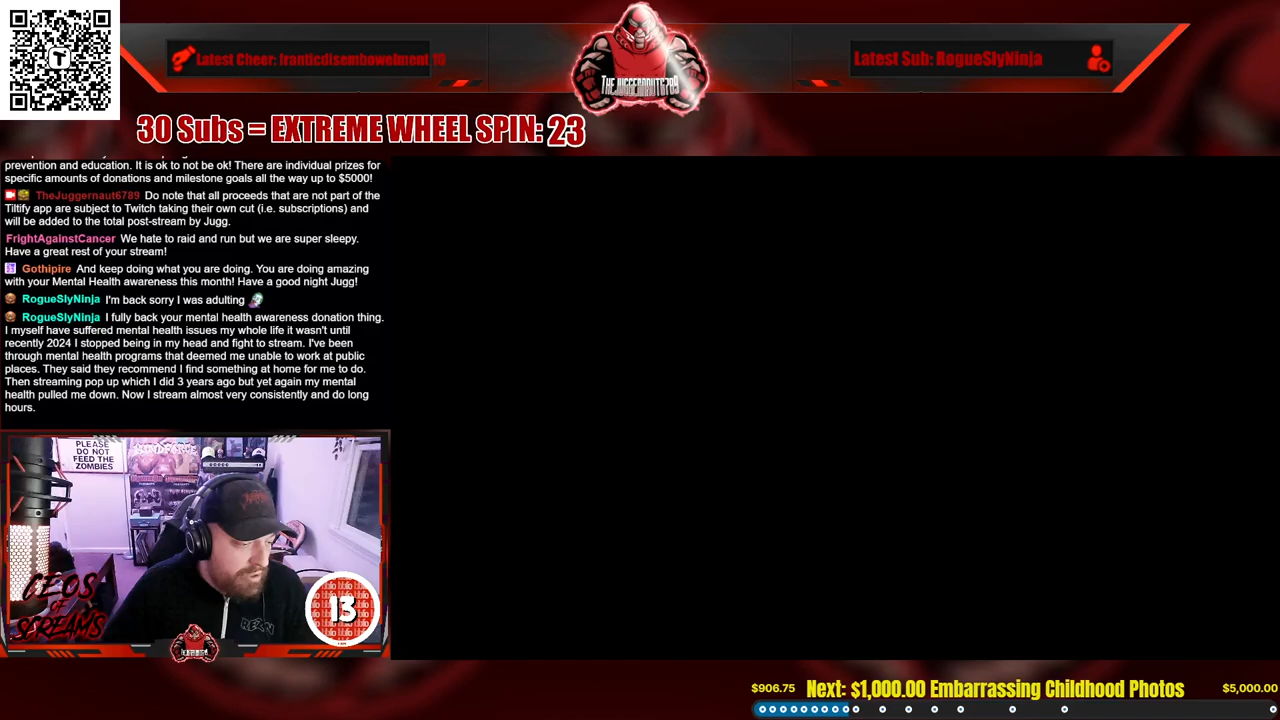 Latest Cheer: franticdisembowelment 10
THEJUGGERNAUT6789
Latest Sub: RogueSlyNinja
30 Subs = EXTREME WHEEL SPIN: 23
prevention and education. It is ok to not be ok! There are individual prizes for
specific amounts of donations and milestone goals all the way up to $5000!
TheJuggernaut6789 Do note that all proceeds that are not part of the
Tiltify app are subject to Twitch taking their own cut (i.e. subscriptions) and
will be added to the total post-stream by Jugg.
FrightAgainstCancer We hate to raid and run but we are super sleepy.
Have a great rest of your stream!
Gothipire And keep doing what you are doing. You are doing amazing
with your Mental Health awareness this month! Have a good night Jugg!
RogueSlyNinja I'm back sorry I was adulting
RogueSlyNinja I fully back your mental health awareness donation thing.
I myself have suffered mental health issues my whole life it wasn't until
recently 2024 I stopped being in my head and fight to stream. I've been
through mental health programs that deemed me unable to work at public
places. They said they recommend I find something at home for me to do.
Then streaming pop up which I did 3 years ago but yet again my mental
health pulled me down. Now I stream almost very consistently and do long
hours.
PLEASE
DO NOT
FEED THE
ZOMBIES
CEOS
OF
SCREAMS
13
$906.75 Next: $1,000.00 Embarrassing Childhood Photos $5,000.00